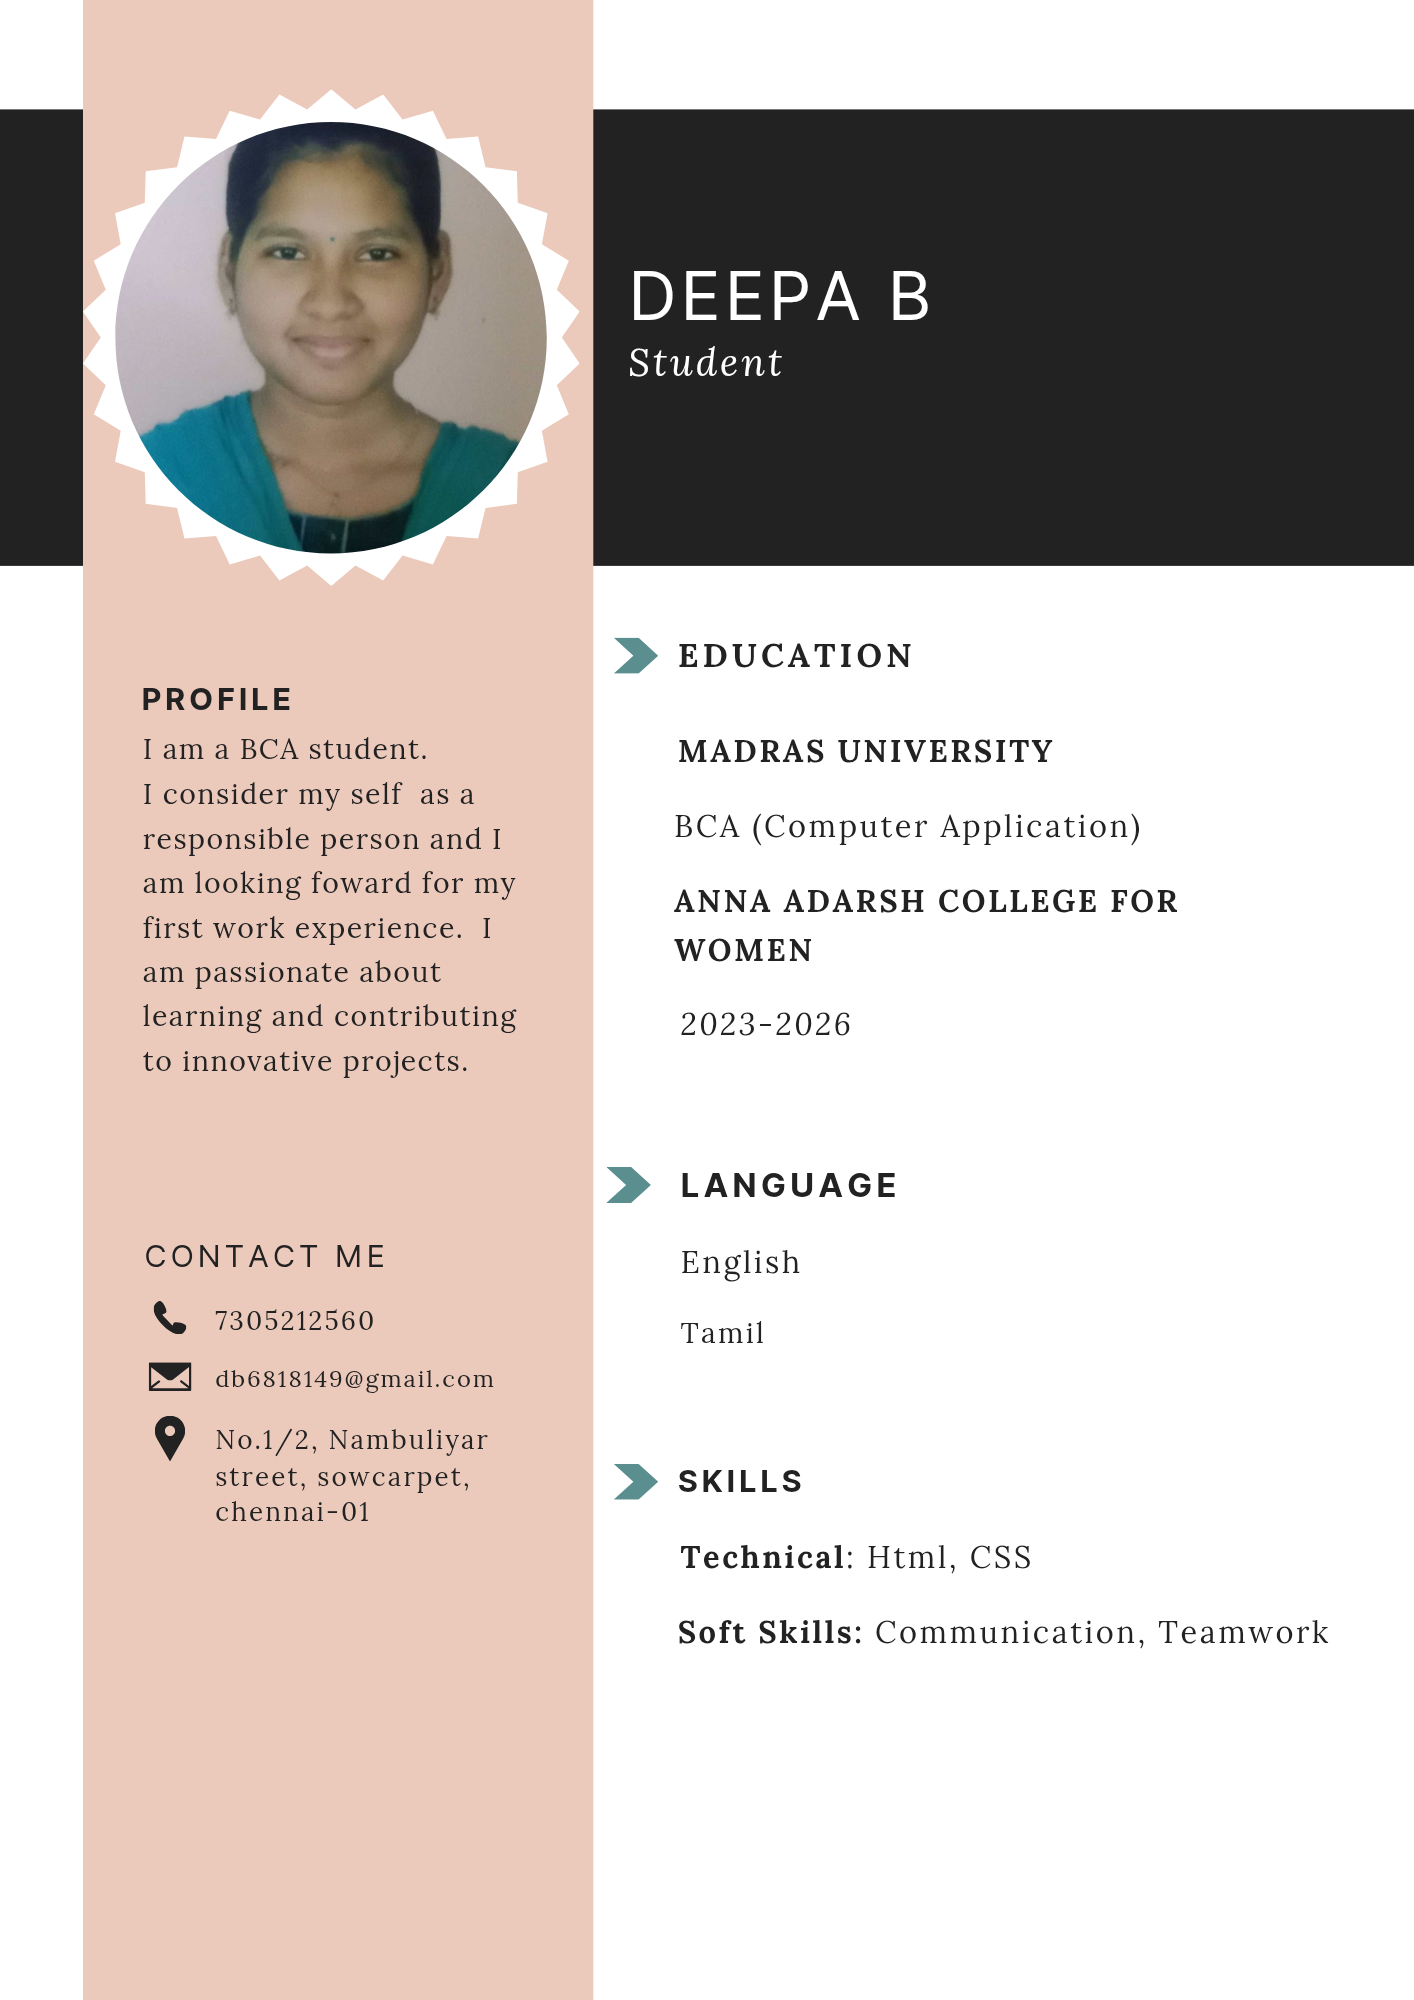 DEEPA B
Student
PROFILE
I am a BCA student.
I consider my self  as a
responsible person and I
am looking foward for my
first work experience.  I
am passionate about
learning and contributing
to innovative projects.
CONTACT ME
7305212560
db6818149@gmail.com
No.1/2, Nambuliyar
street, sowcarpet,
chennai-01
EDUCATION
MADRAS UNIVERSITY
BCA (Computer Application)
ANNA ADARSH COLLEGE FOR
WOMEN
2023-2026
LANGUAGE
English
Tamil
SKILLS
Technical: Html, CSS
Soft Skills: Communication, Teamwork